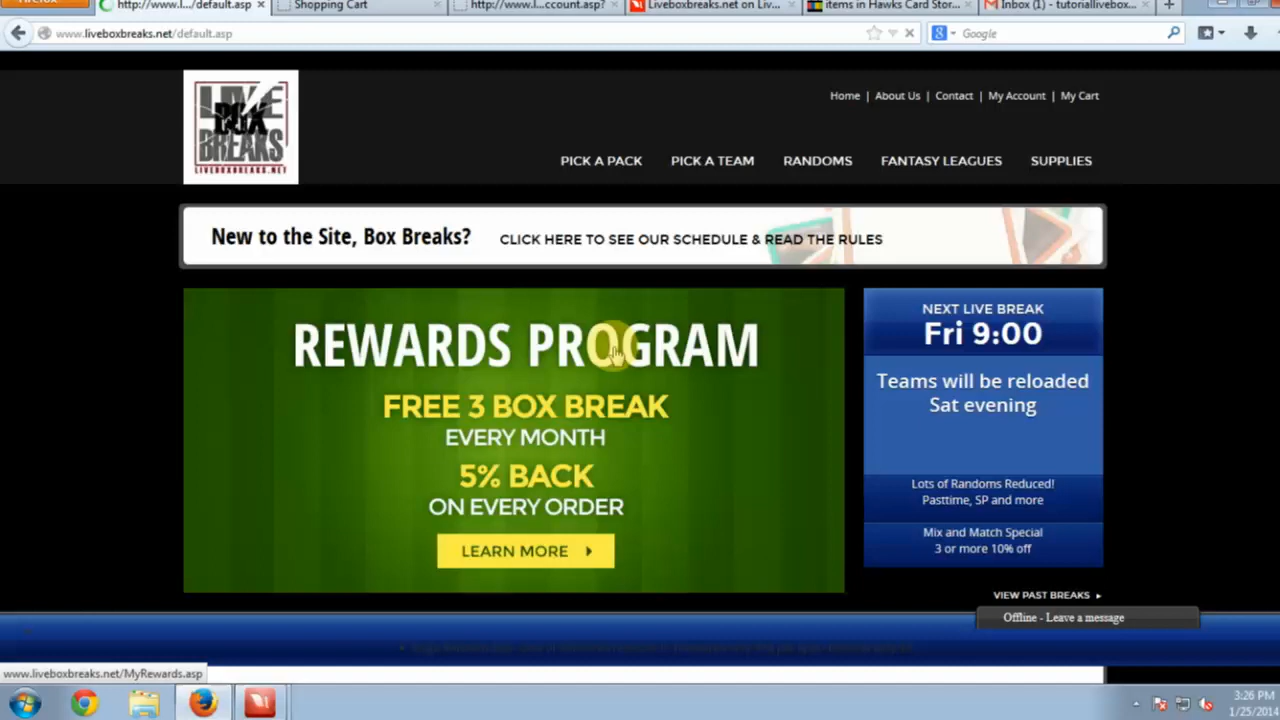 Firefox
http://www.l.../default.asp
Shopping Cart
http://www.l...ccount.asp?
Liveboxbreaks.net on Liv...
items in Hawks Card Stor...
Inbox (1) - tutoriallivebox...
www.liveboxbreaks.net/default.asp
Google
LIVE
BOX
BREAKS
LIVEBOXBREAKS.NET
Home | About Us | Contact | My Account | My Cart
PICK A PACK PICK A TEAM RANDOMS FANTASY LEAGUES SUPPLIES
New to the Site, Box Breaks? CLICK HERE TO SEE OUR SCHEDULE & READ THE RULES
REWARDS PROGRAM
FREE 3 BOX BREAK
EVERY MONTH
5% BACK
ON EVERY ORDER
LEARN MORE
NEXT LIVE BREAK
Fri 9:00
Teams will be reloaded
Sat evening
Lots of Randoms Reduced!
Pasttime, SP and more
Mix and Match Special
3 or more 10% off
VIEW PAST BREAKS
Offline - Leave a message
www.liveboxbreaks.net/MyRewards.asp
3:26 PM
1/25/2014